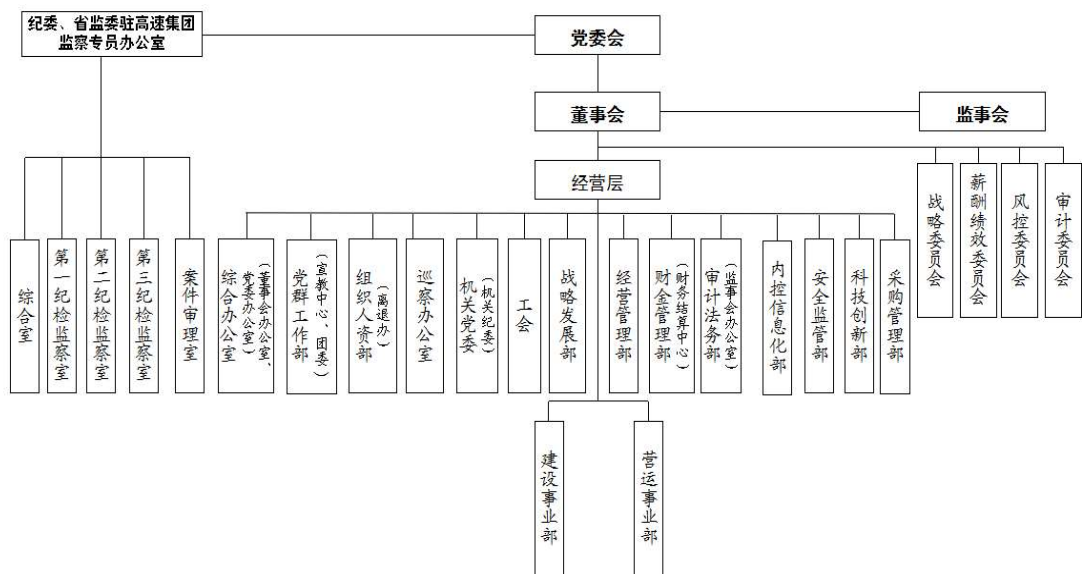 纪委、省监委驻高速集团
监察专员办公室
党委会
董事会
监事会
经营层
战略委员会
薪酬绩效委员会
风控委员会
审计委员会
综合室
第一纪检监察室
第二纪检监察室
第三纪检监察室
案件审理室
综合办公室
（董事会办公室、
党委办公室）
党群工作部
（宣教中心、团委）
组织人资部
（离退办）
巡察办公室
机关党委
（机关纪委）
工会
战略发展部
经营管理部
财金管理部
（财务结算中心）
审计法务部
（监事会办公室）
内控信息化部
安全监管部
科技创新部
采购管理部
建设事业部
营运事业部